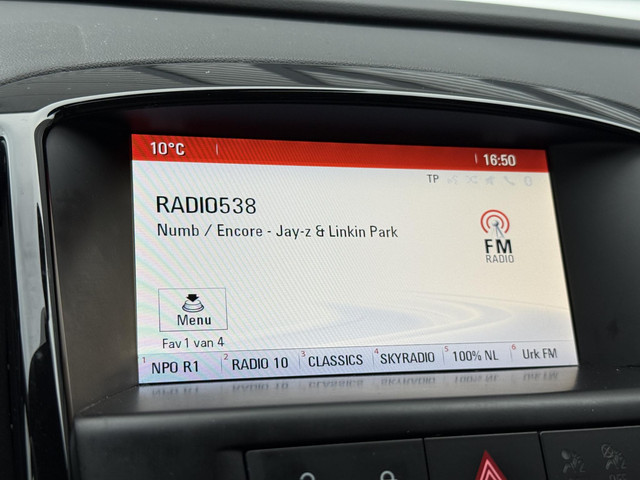 10°C 16:50
TP
RADIO538
Numb / Encore - Jay-z & Linkin Park
FM
RADIO
Menu
Fav 1 van 4
1 NPO R1 2 RADIO 10 3 CLASSICS 4 SKYRADIO 5 100% NL 6 Urk FM
OFF